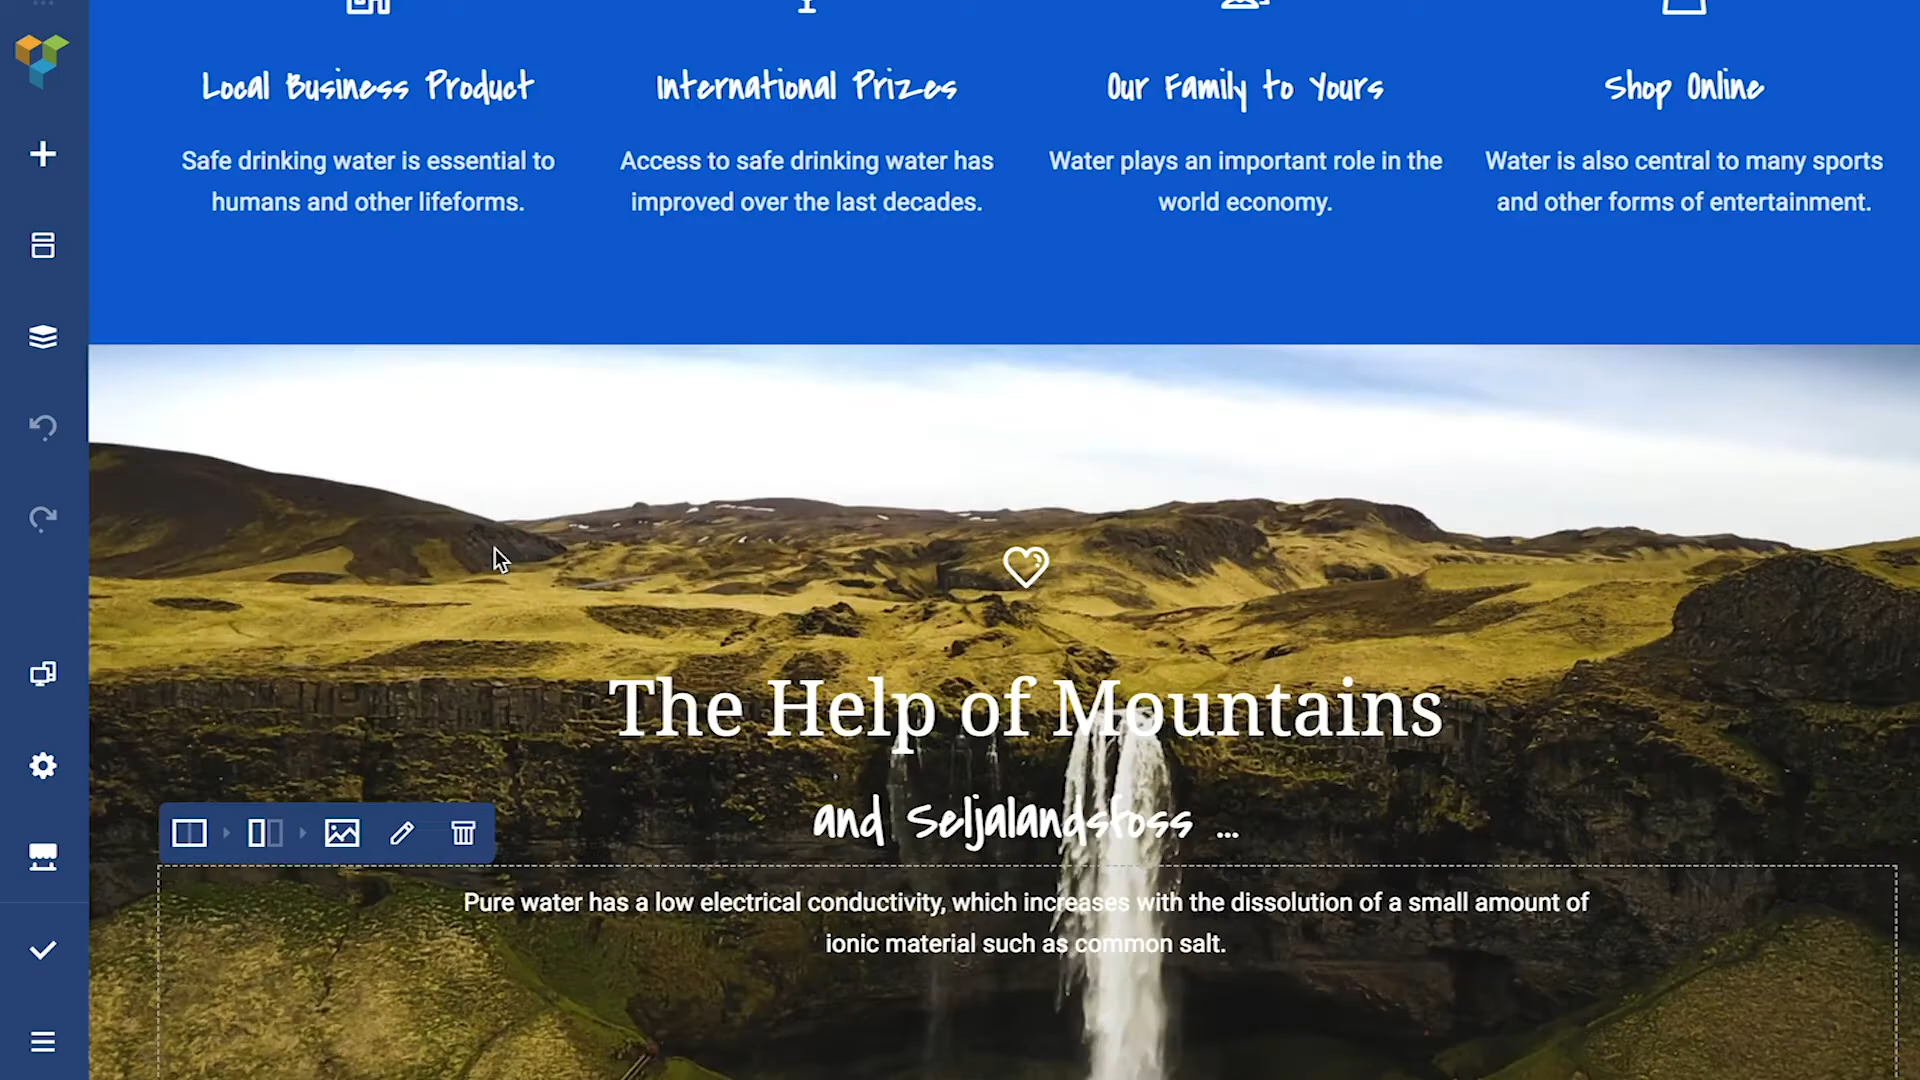 Local Business Product
International Prizes
Our Family to Yours
Shop Online
Safe drinking water is essential to
humans and other lifeforms.
Access to safe drinking water has
improved over the last decades.
Water plays an important role in the
world economy.
Water is also central to many sports
and other forms of entertainment.
The Help of Mountains
and Seljalandsfoss ...
Pure water has a low electrical conductivity, which increases with the dissolution of a small amount of
ionic material such as common salt.